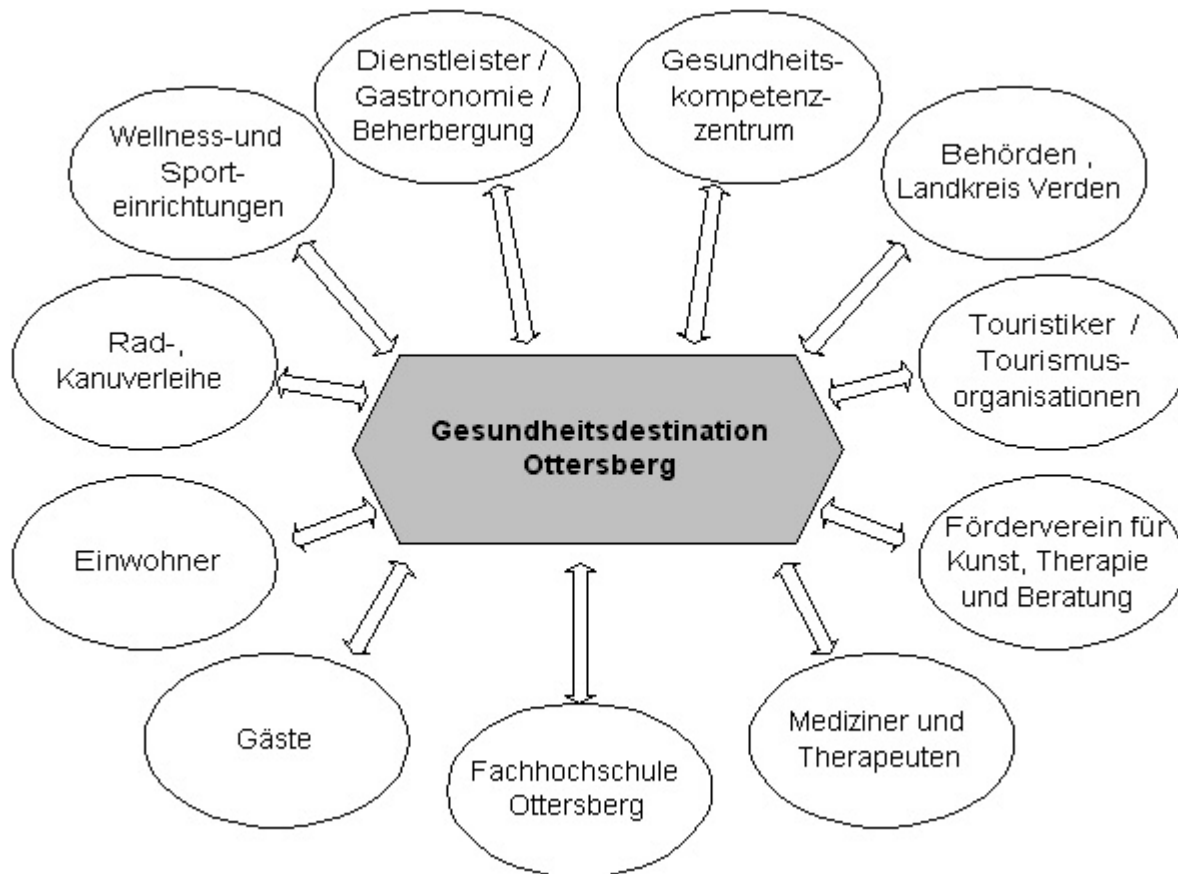 Dienstleister /
Gastronomie /
Beherbergung
Gesundheits-
kompetenz-
zentrum
Wellness-und
Sport-
einrichtungen
Behörden ,
Landkreis Verden
Rad-,
Kanuverleihe
Touristiker /
Tourismus-
organisationen
Gesundheitsdestination
Ottersberg
Einwohner
Förderverein für
Kunst, Therapie
und Beratung
Gäste
Fachhochschule
Ottersberg
Mediziner und
Therapeuten